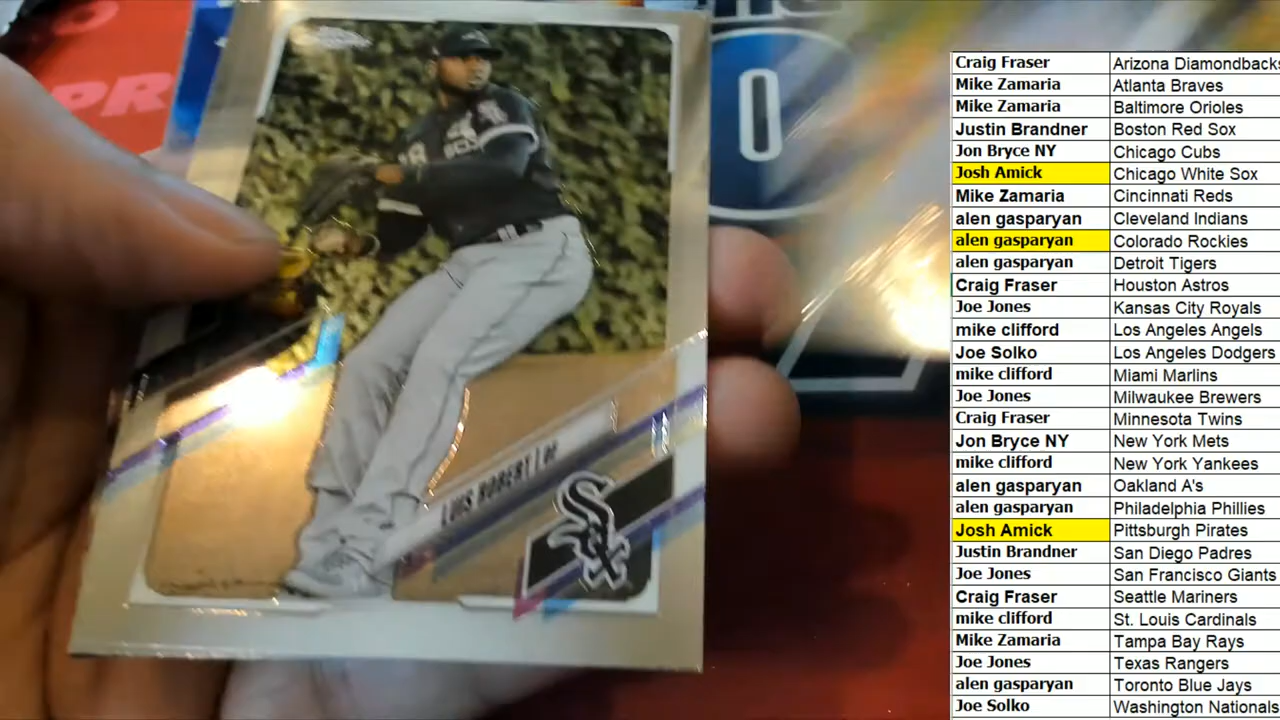 PR
0
SOX
LUIS ROBERT | OF
SOX
Craig Fraser Arizona Diamondbacks
Mike Zamaria Atlanta Braves
Mike Zamaria Baltimore Orioles
Justin Brandner Boston Red Sox
Jon Bryce NY Chicago Cubs
Josh Amick Chicago White Sox
Mike Zamaria Cincinnati Reds
alen gasparyan Cleveland Indians
alen gasparyan Colorado Rockies
alen gasparyan Detroit Tigers
Craig Fraser Houston Astros
Joe Jones Kansas City Royals
mike clifford Los Angeles Angels
Joe Solko Los Angeles Dodgers
mike clifford Miami Marlins
Joe Jones Milwaukee Brewers
Craig Fraser Minnesota Twins
Jon Bryce NY New York Mets
mike clifford New York Yankees
alen gasparyan Oakland A's
alen gasparyan Philadelphia Phillies
Josh Amick Pittsburgh Pirates
Justin Brandner San Diego Padres
Joe Jones San Francisco Giants
Craig Fraser Seattle Mariners
mike clifford St. Louis Cardinals
Mike Zamaria Tampa Bay Rays
Joe Jones Texas Rangers
alen gasparyan Toronto Blue Jays
Joe Solko Washington Nationals